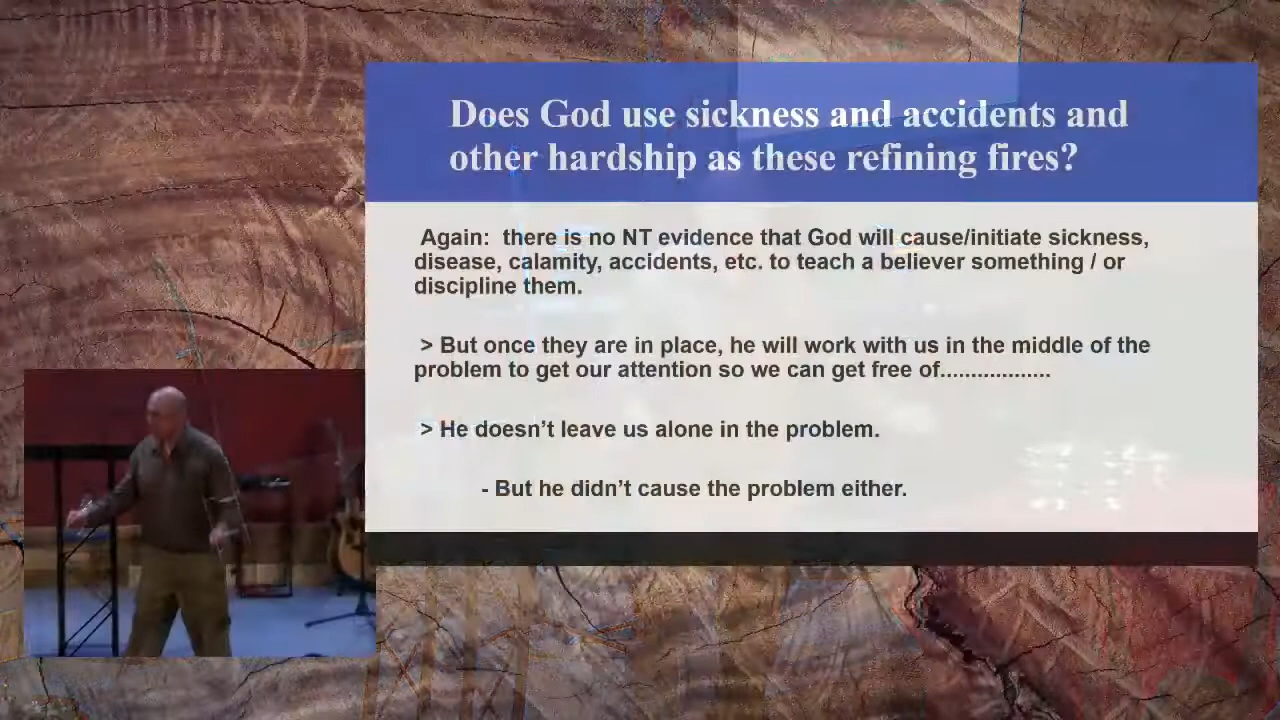 Does God use sickness and accidents and
other hardship as these refining fires?
Again:  there is no NT evidence that God will cause/initiate sickness,
disease, calamity, accidents, etc. to teach a believer something / or
discipline them.
> But once they are in place, he will work with us in the middle of the
problem to get our attention so we can get free of..................
> He doesn’t leave us alone in the problem.
- But he didn’t cause the problem either.